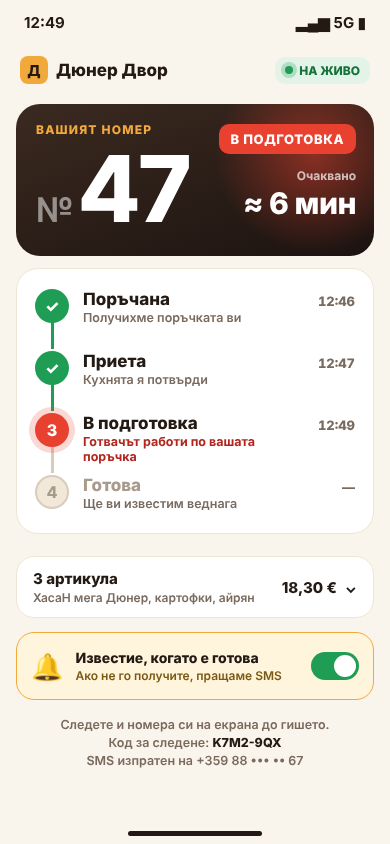 12:49
5G
Д
Дюнер Двор
НА ЖИВО
ВАШИЯТ НОМЕР
В ПОДГОТОВКА
№ 47
Очаквано
≈ 6 мин
Поръчана
12:46
Получихме поръчката ви
Приета
12:47
Кухнята я потвърди
3
В подготовка
12:49
Готвачът работи по вашата
поръчка
4
Готова
—
Ще ви известим веднага
3 артикула
18,30 €
ХасаН мега Дюнер, картофки, айрян
Известие, когато е готова
Ако не го получите, пращаме SMS
Следете и номера си на екрана до гишето.
Код за следене: K7M2-9QX
SMS изпратен на +359 88 ••• •• 67